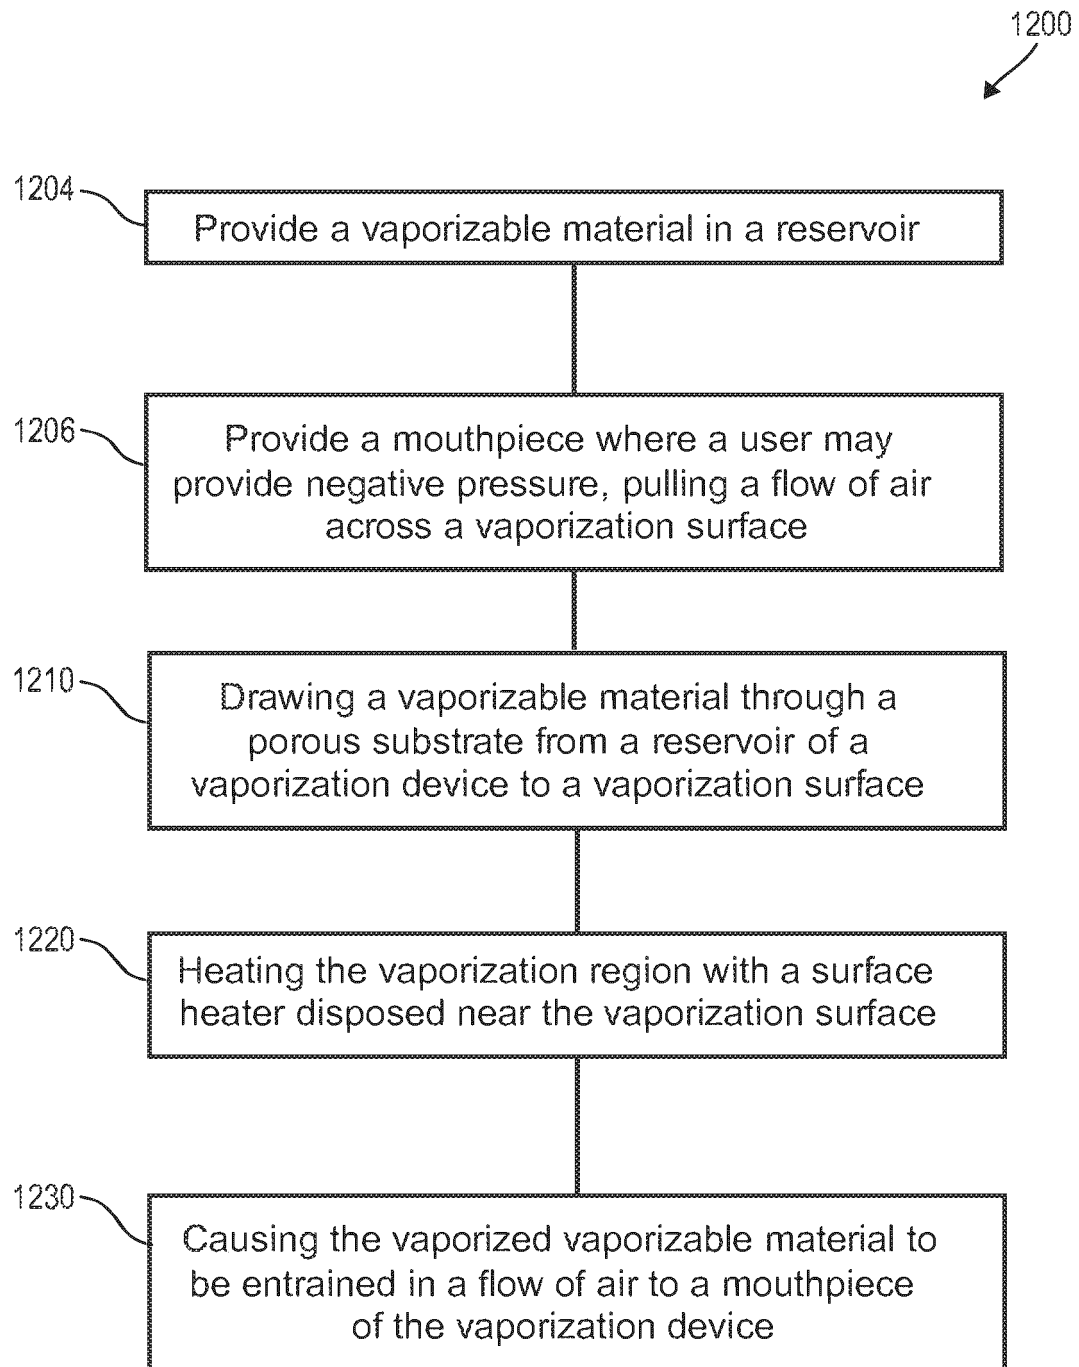 1200
1204
Provide a vaporizable material in a reservoir
1206
Provide a mouthpiece where a user may
provide negative pressure, pulling a flow of air
across a vaporization surface
1210
Drawing a vaporizable material through a
porous substrate from a reservoir of a
vaporization device to a vaporization surface
1220
Heating the vaporization region with a surface
heater disposed near the vaporization surface
1230
Causing the vaporized vaporizable material to
be entrained in a flow of air to a mouthpiece
of the vaporization device